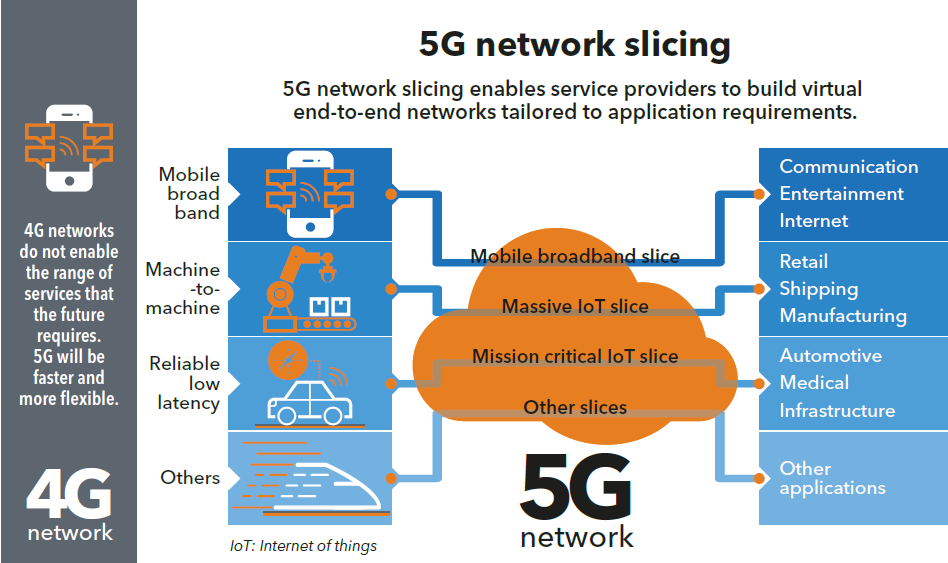 5G network slicing
5G network slicing enables service providers to build virtual
end-to-end networks tailored to application requirements.
4G networks
do not enable
the range of
services that
the future
requires.
5G will be
faster and
more flexible.
4G
network
Mobile
broad
band
Machine
-to-
machine
Reliable
low
latency
Others
IoT: Internet of things
Mobile broadband slice
Massive IoT slice
Mission critical IoT slice
Other slices
5G
network
Communication
Entertainment
Internet
Retail
Shipping
Manufacturing
Automotive
Medical
Infrastructure
Other
applications